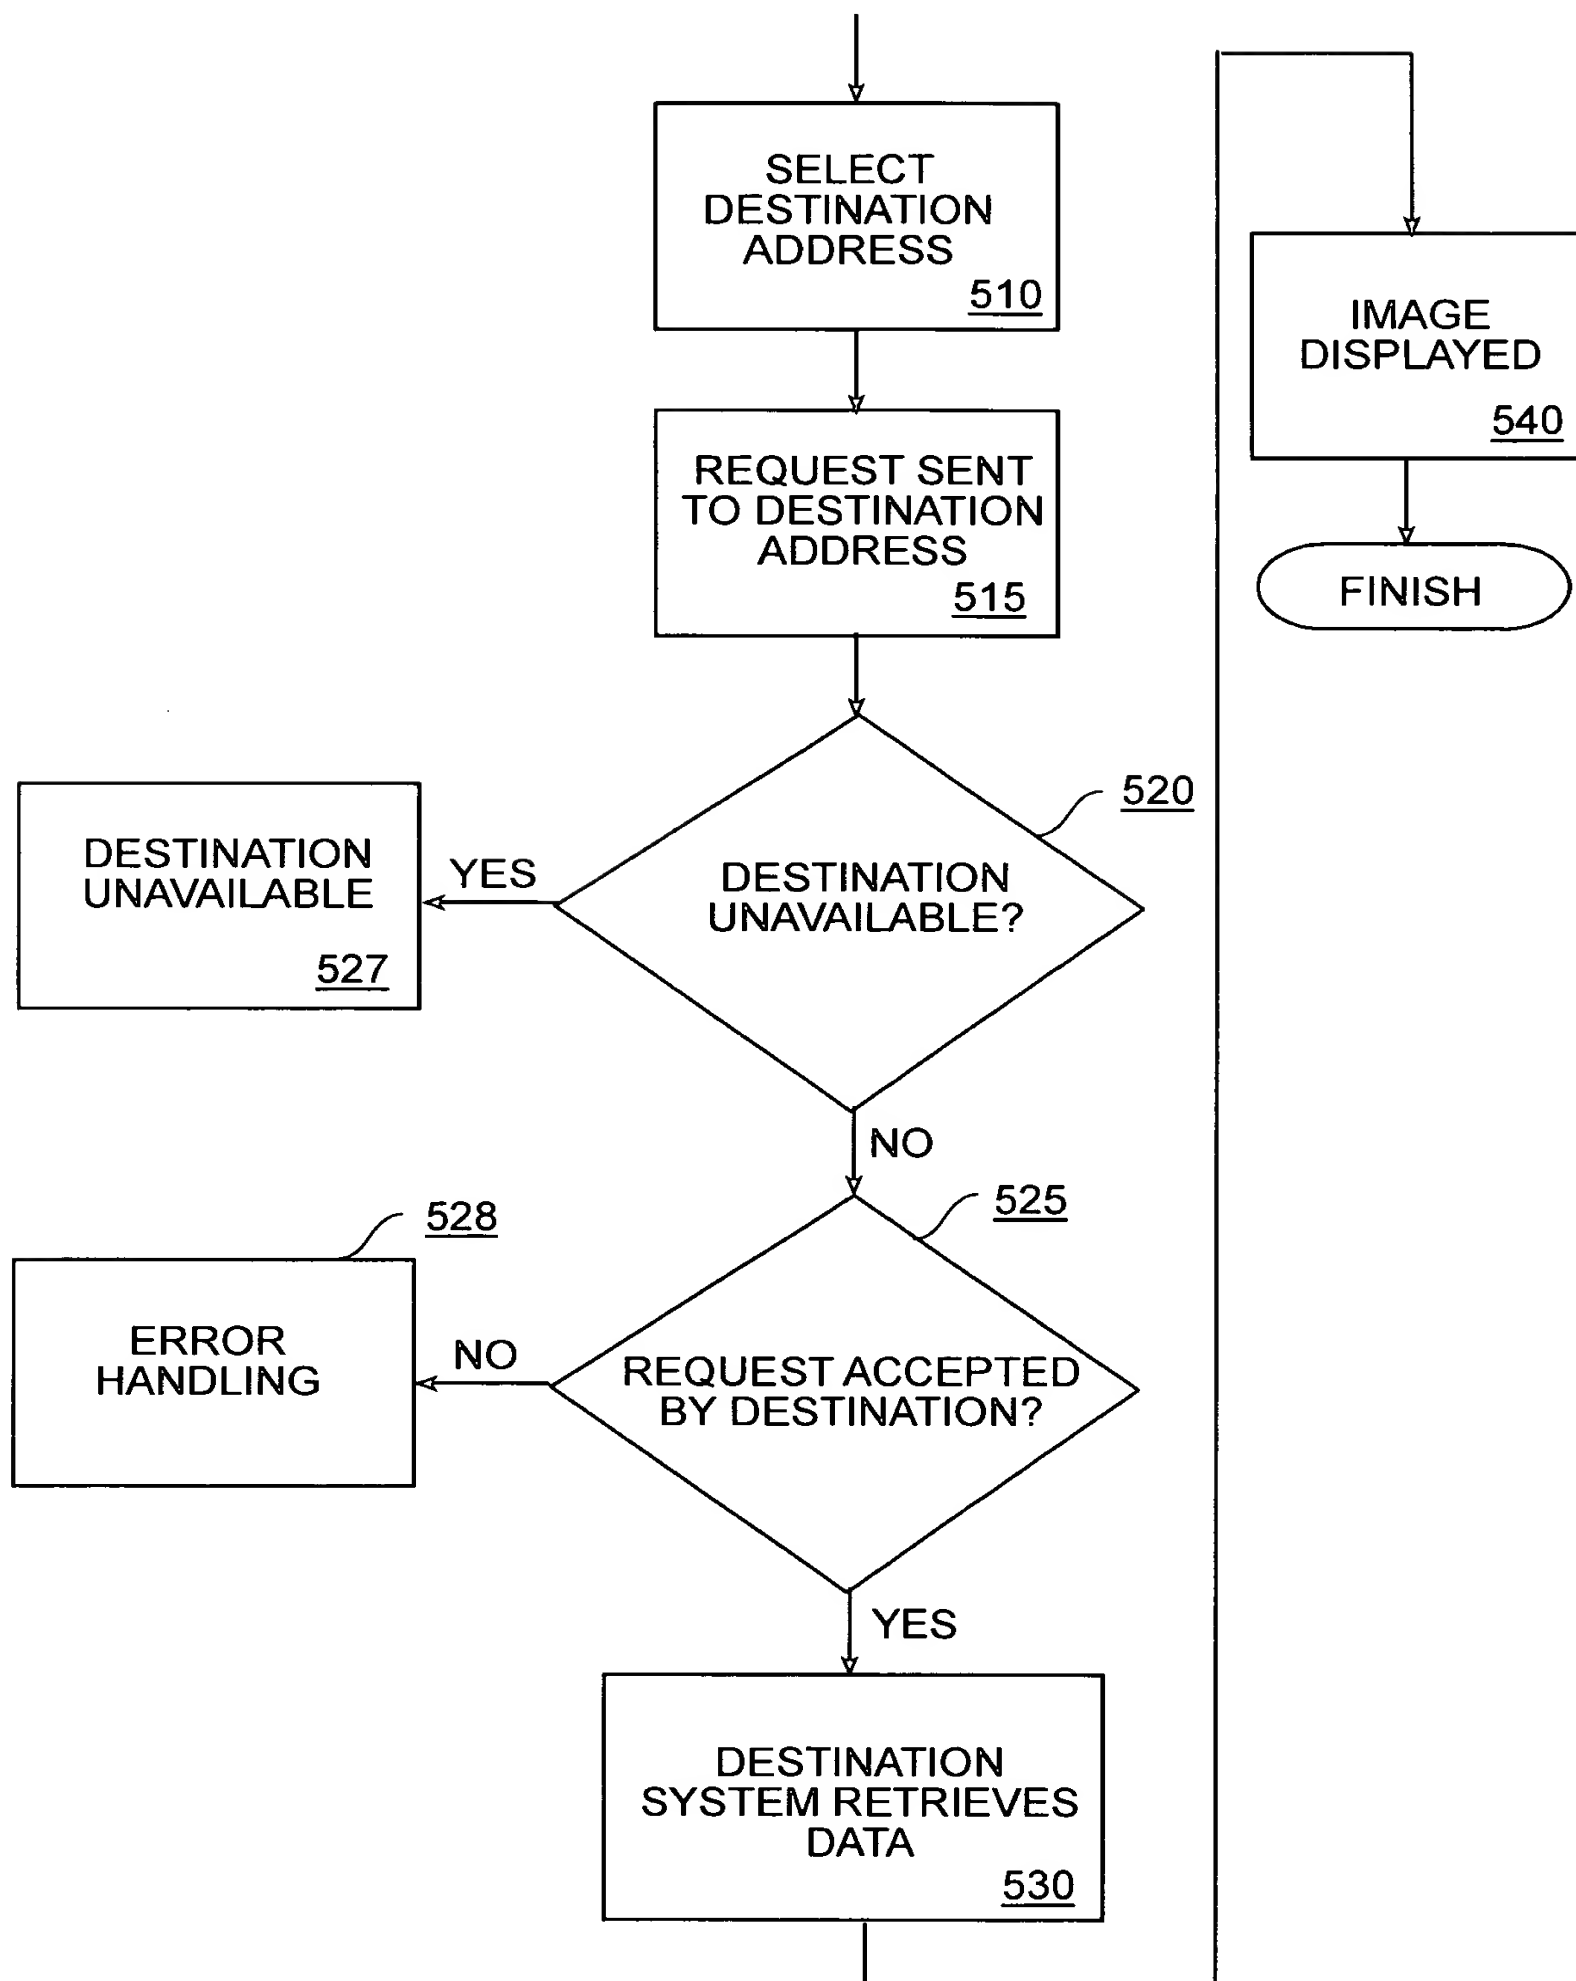 SELECT
DESTINATION
ADDRESS
510
REQUEST SENT
TO DESTINATION
ADDRESS
515
520
DESTINATION
UNAVAILABLE?
YES
DESTINATION
UNAVAILABLE
527
NO
525
REQUEST ACCEPTED
BY DESTINATION?
NO
528
ERROR
HANDLING
YES
DESTINATION
SYSTEM RETRIEVES
DATA
530
IMAGE
DISPLAYED
540
FINISH